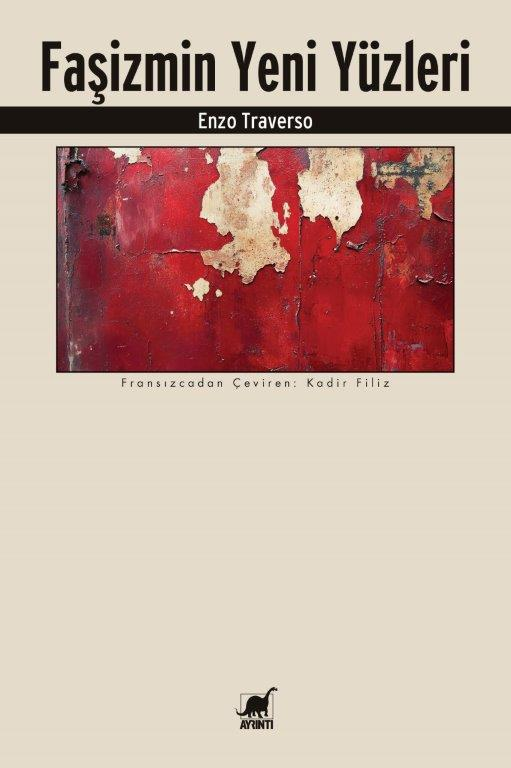 Faşizmin Yeni Yüzleri
Enzo Traverso
Fransızcadan Çeviren: Kadir Filiz
AYRINTI